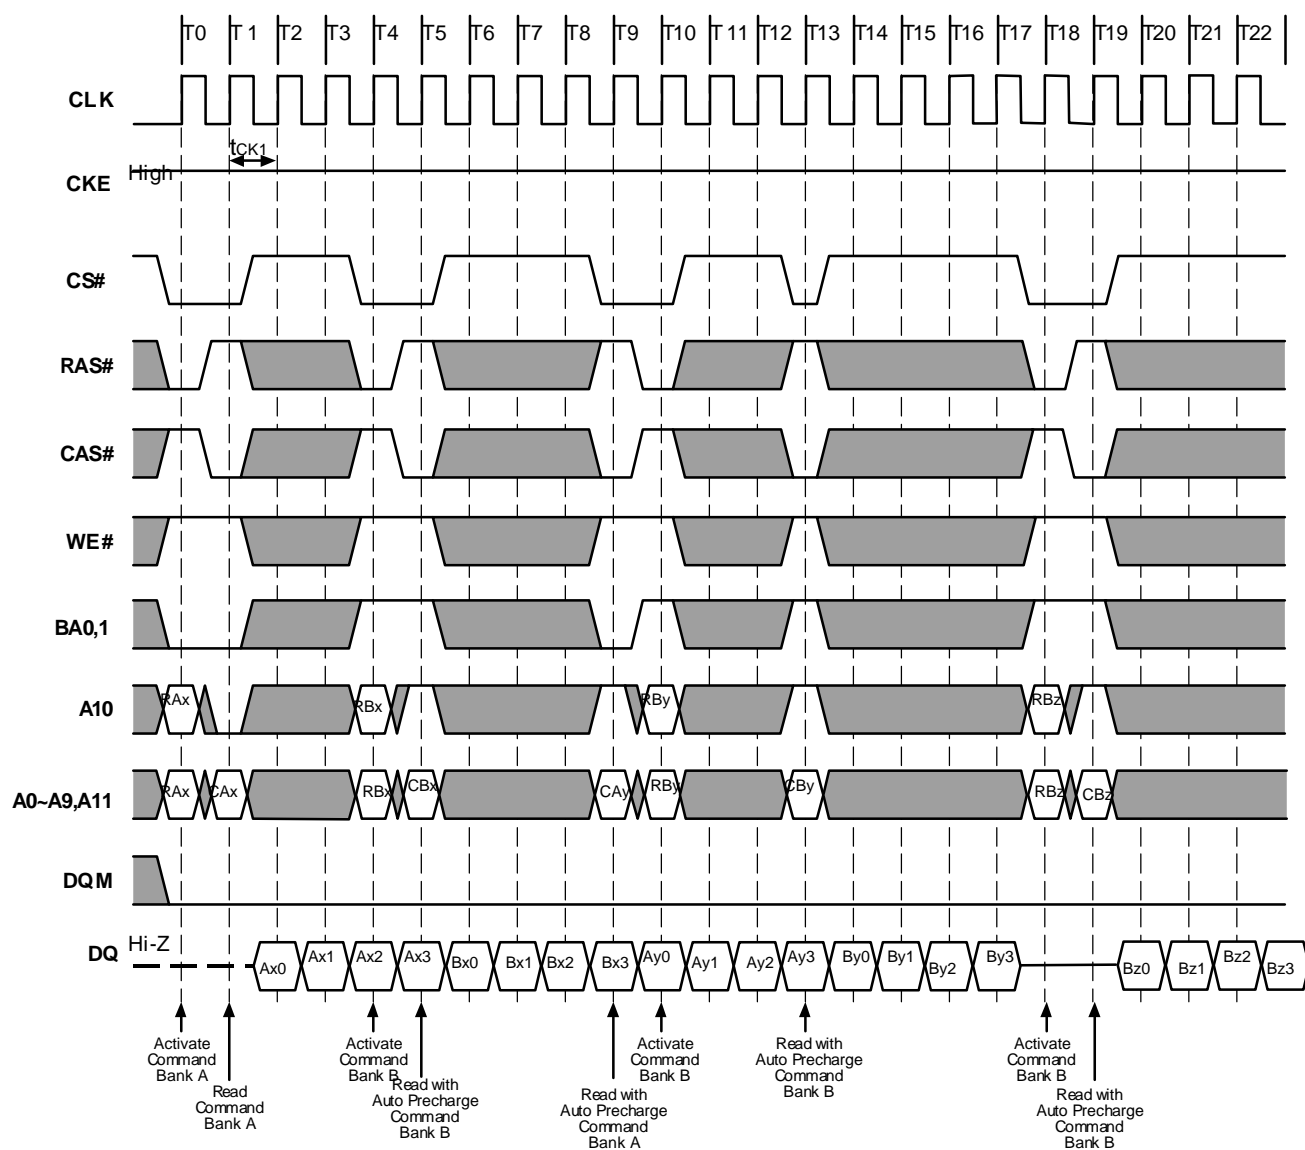 T0 T1 T2 T3 T4 T5 T6 T7 T8 T9 T10 T11 T12 T13 T14 T15 T16 T17 T18 T19 T20 T21 T22
CLK
tCK1
CKE High
CS#
RAS#
CAS#
WE#
BA0,1
A10 RAx RBx RBy RBz
A0~A9,A11 RAx CAx RBx CBx CAy RBy CBy RBz CBz
DQM
DQ Hi-Z Ax0 Ax1 Ax2 Ax3 Bx0 Bx1 Bx2 Bx3 Ay0 Ay1 Ay2 Ay3 By0 By1 By2 By3 Bz0 Bz1 Bz2 Bz3
Activate
Command
Bank A
Read
Command
Bank A
Activate
Command
Bank B
Read with
Auto Precharge
Command
Bank B
Read with
Auto Precharge
Command
Bank A
Activate
Command
Bank B
Read with
Auto Precharge
Command
Bank B
Activate
Command
Bank B
Read with
Auto Precharge
Command
Bank B